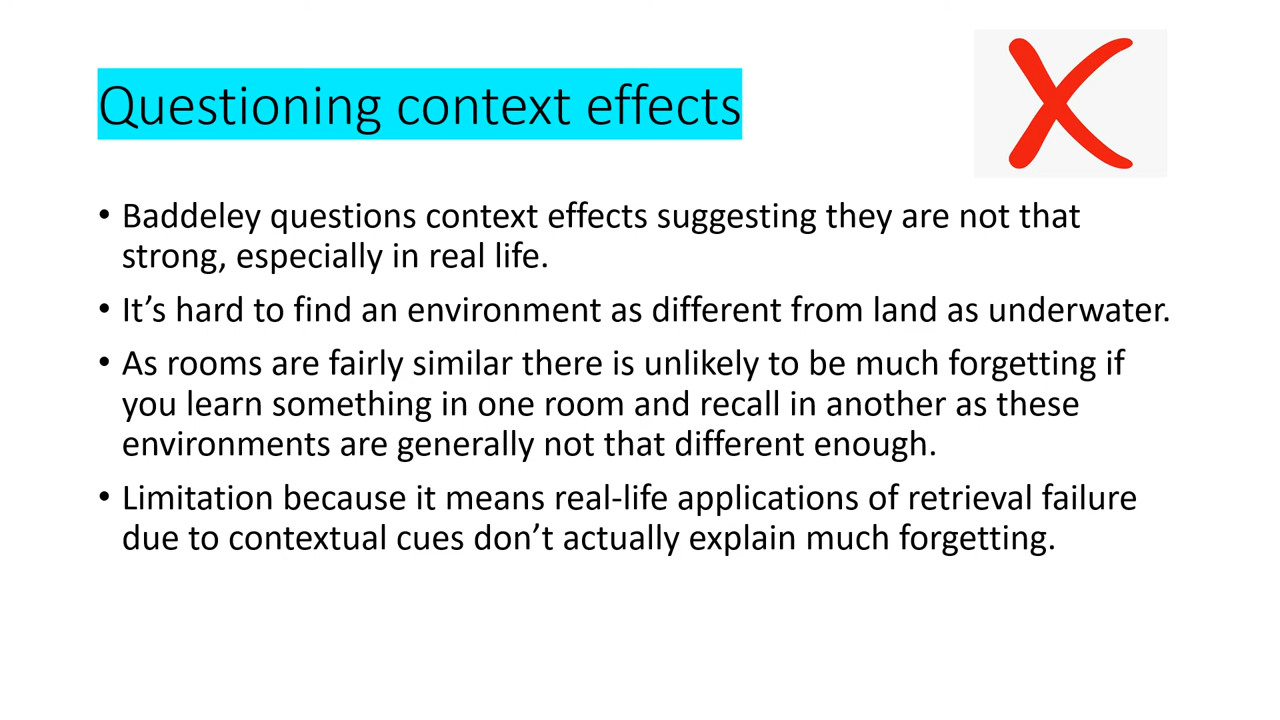 Questioning context effects
• Baddeley questions context effects suggesting they are not that
strong, especially in real life.
• It’s hard to find an environment as different from land as underwater.
• As rooms are fairly similar there is unlikely to be much forgetting if
you learn something in one room and recall in another as these
environments are generally not that different enough.
• Limitation because it means real-life applications of retrieval failure
due to contextual cues don’t actually explain much forgetting.